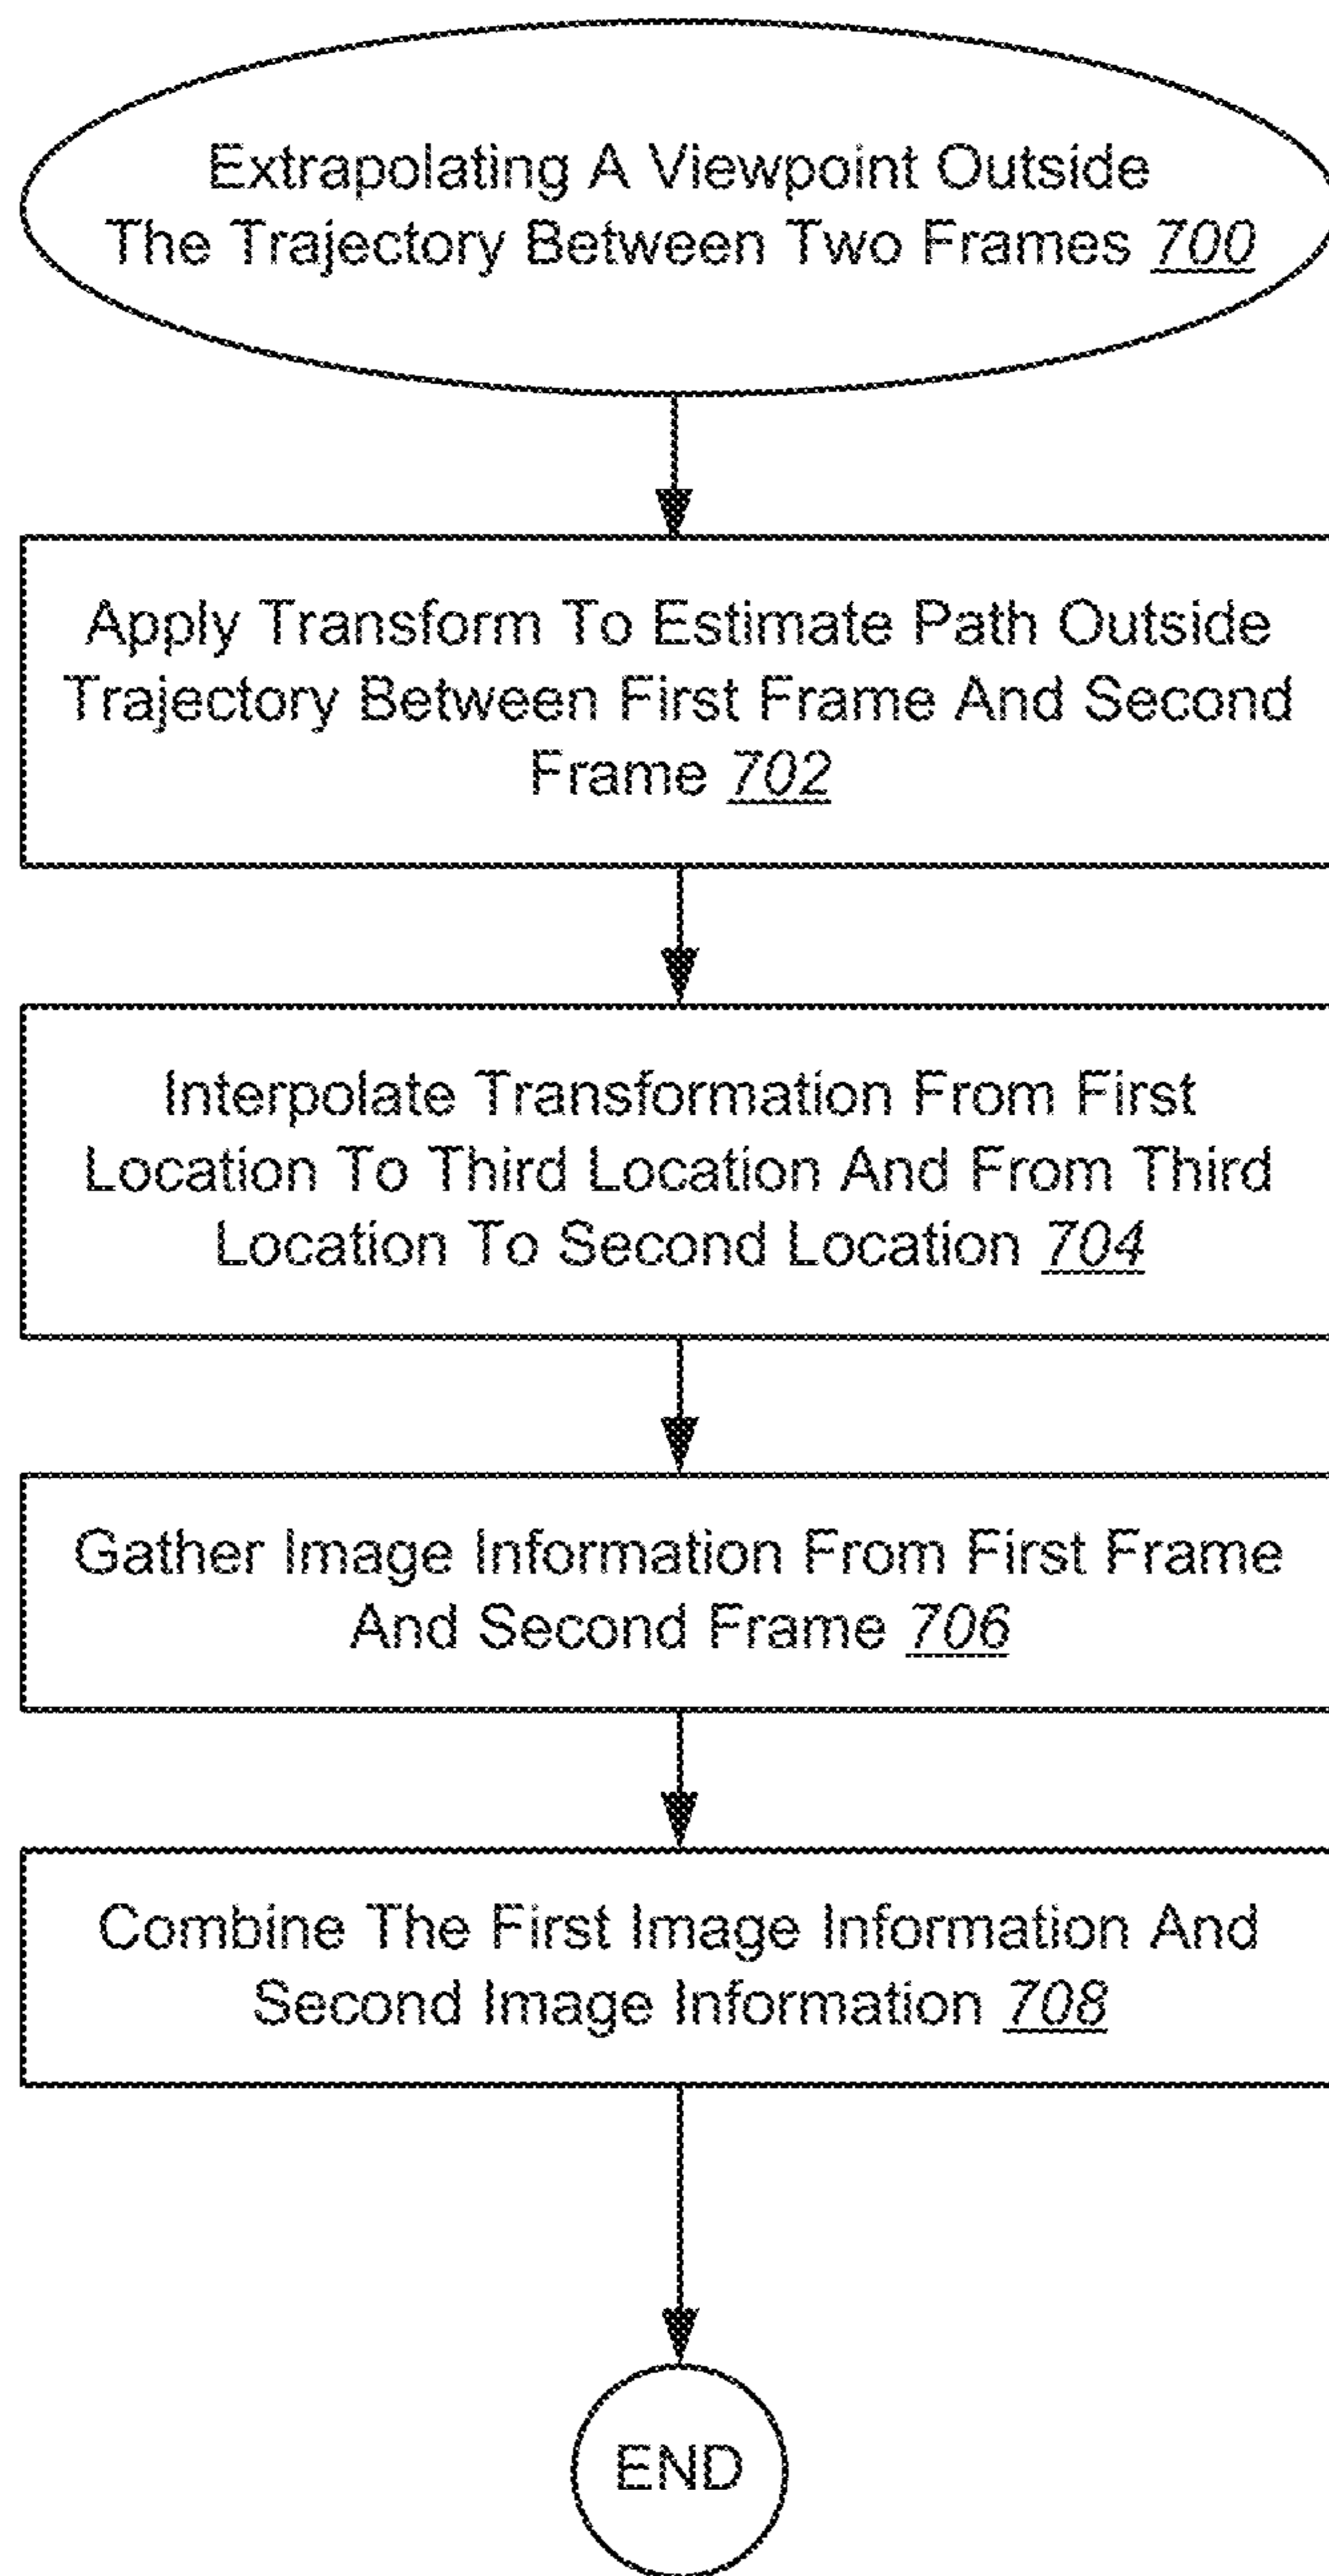 Extrapolating A Viewpoint Outside
The Trajectory Between Two Frames 700
Apply Transform To Estimate Path Outside
Trajectory Between First Frame And Second
Frame 702
Interpolate Transformation From First
Location To Third Location And From Third
Location To Second Location 704
Gather Image Information From First Frame
And Second Frame 706
Combine The First Image Information And
Second Image Information 708
END